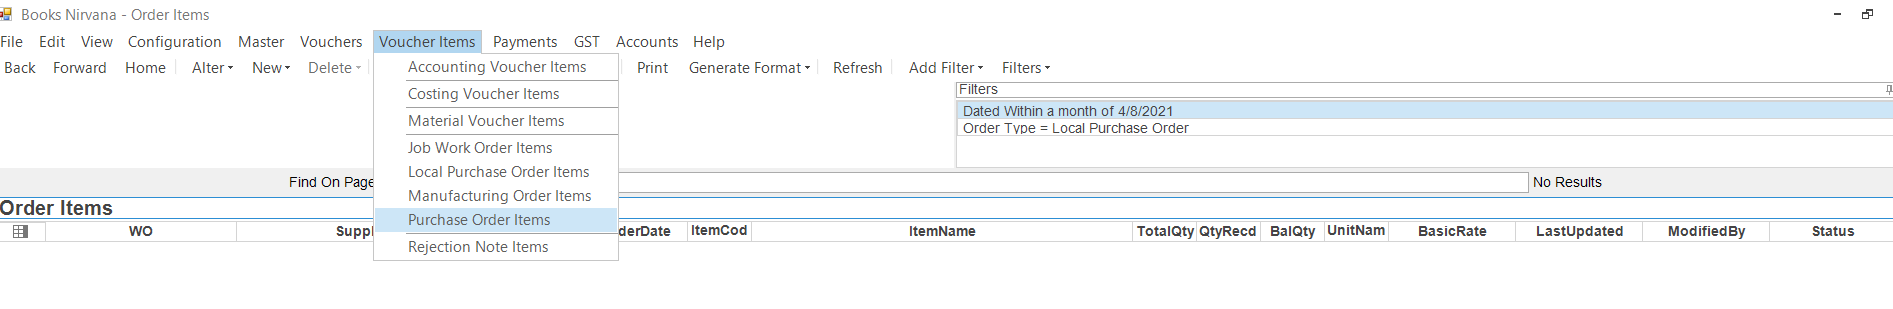 Books Nirvana - Order Items
File Edit View Configuration Master Vouchers Voucher Items Payments GST Accounts Help
Back Forward Home Alter New Delete Print Generate Format Refresh Add Filter Filters
Accounting Voucher Items
Costing Voucher Items
Material Voucher Items
Job Work Order Items
Local Purchase Order Items
Manufacturing Order Items
Purchase Order Items
Rejection Note Items
Filters
Dated Within a month of 4/8/2021
Order Type = Local Purchase Order
Find On Page No Results
Order Items
WO Suppl derDate ItemCod ItemName TotalQty QtyRecd BalQty UnitNam BasicRate LastUpdated ModifiedBy Status